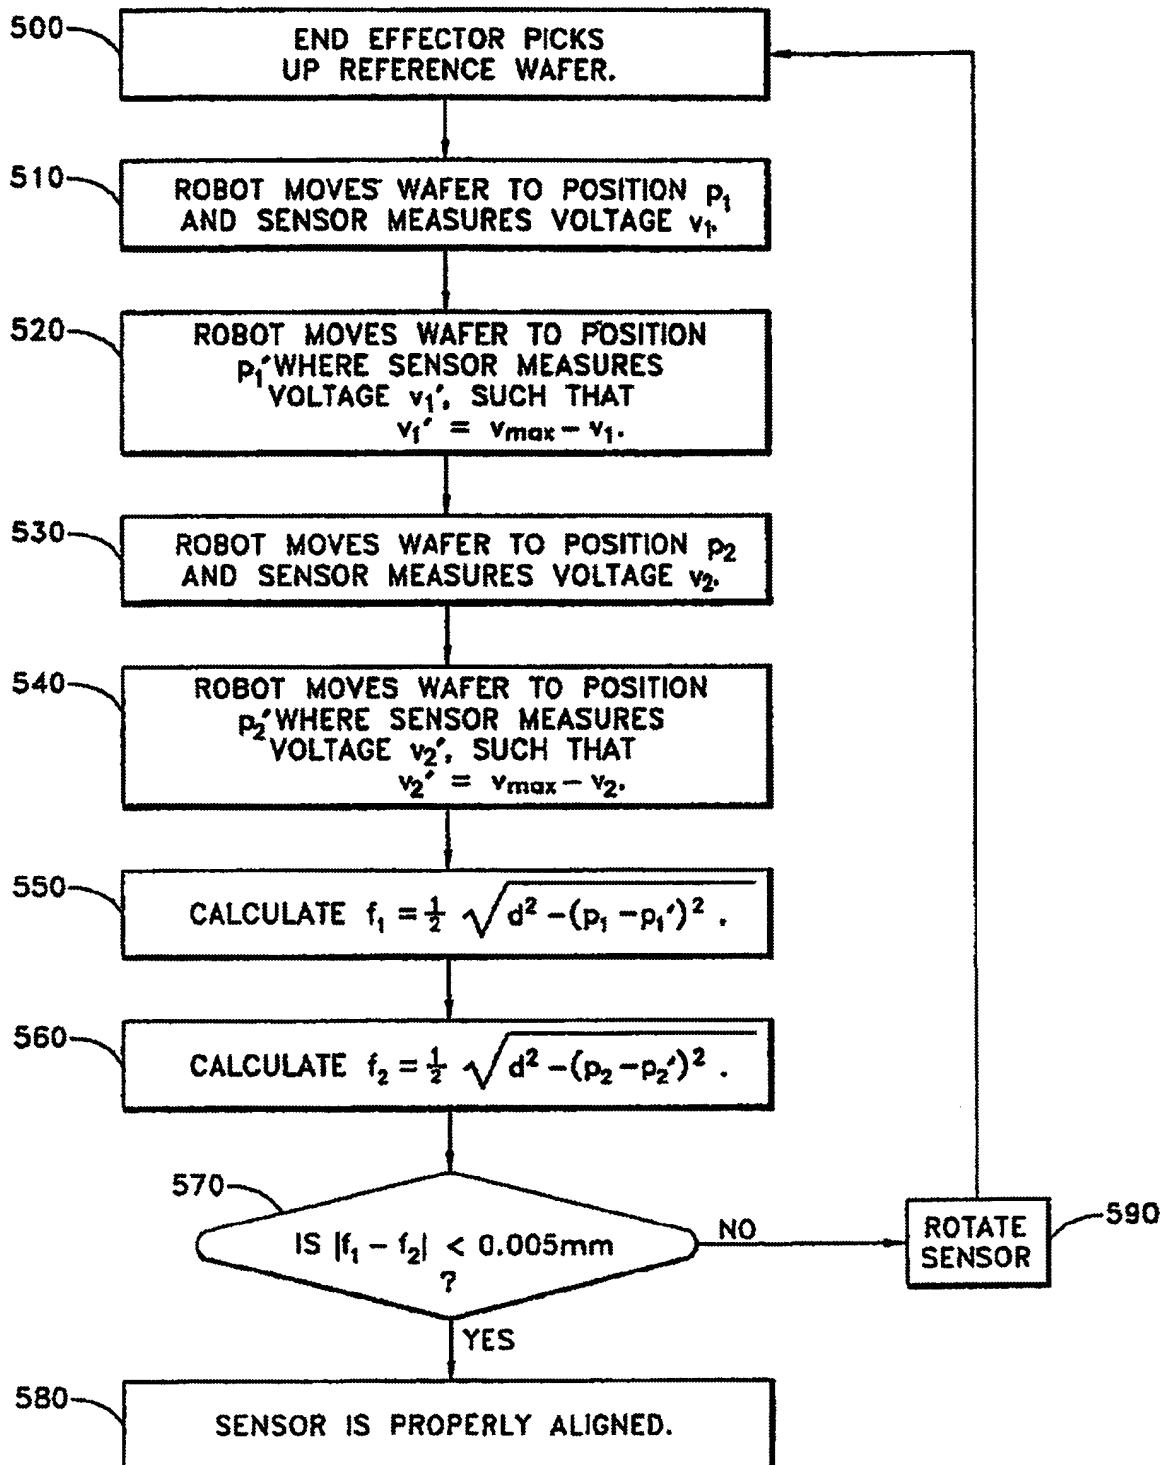 500
END EFFECTOR PICKS
UP REFERENCE WAFER.
510
ROBOT MOVES WAFER TO POSITION p₁
AND SENSOR MEASURES VOLTAGE v₁.
520
ROBOT MOVES WAFER TO POSITION
p₁′ WHERE SENSOR MEASURES
VOLTAGE v₁′, SUCH THAT
v₁′ = vmax − v₁.
530
ROBOT MOVES WAFER TO POSITION p₂
AND SENSOR MEASURES VOLTAGE v₂.
540
ROBOT MOVES WAFER TO POSITION
p₂′ WHERE SENSOR MEASURES
VOLTAGE v₂′, SUCH THAT
v₂′ = vmax − v₂.
550
CALCULATE f₁ = ½ √d² −(p₁ −p₁′)² .
560
CALCULATE f₂ = ½ √d² −(p₂ −p₂′)² .
570
IS |f₁ − f₂| < 0.005mm
?
NO
ROTATE
SENSOR
590
YES
580
SENSOR IS PROPERLY ALIGNED.